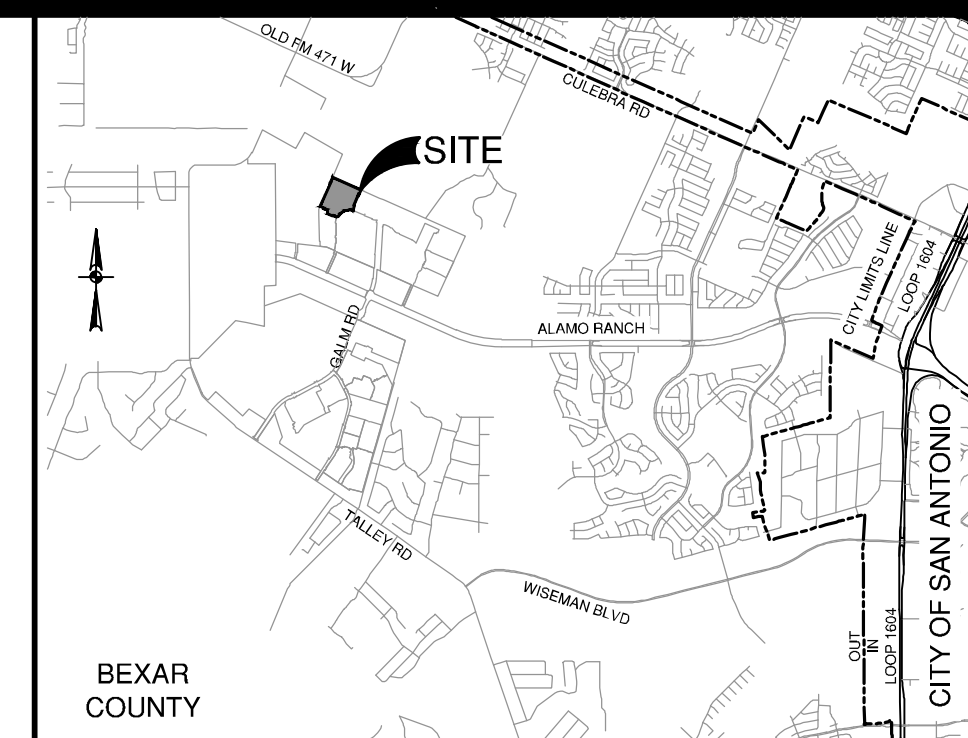 OLD FM 471 W
CULEBRA RD
SITE
CITY LIMITS LINE
LOOP 1604
GALM RD
ALAMO RANCH
TALLEY RD
WISEMAN BLVD
OUT
IN
LOOP 1604
CITY OF SAN ANTONIO
BEXAR
COUNTY